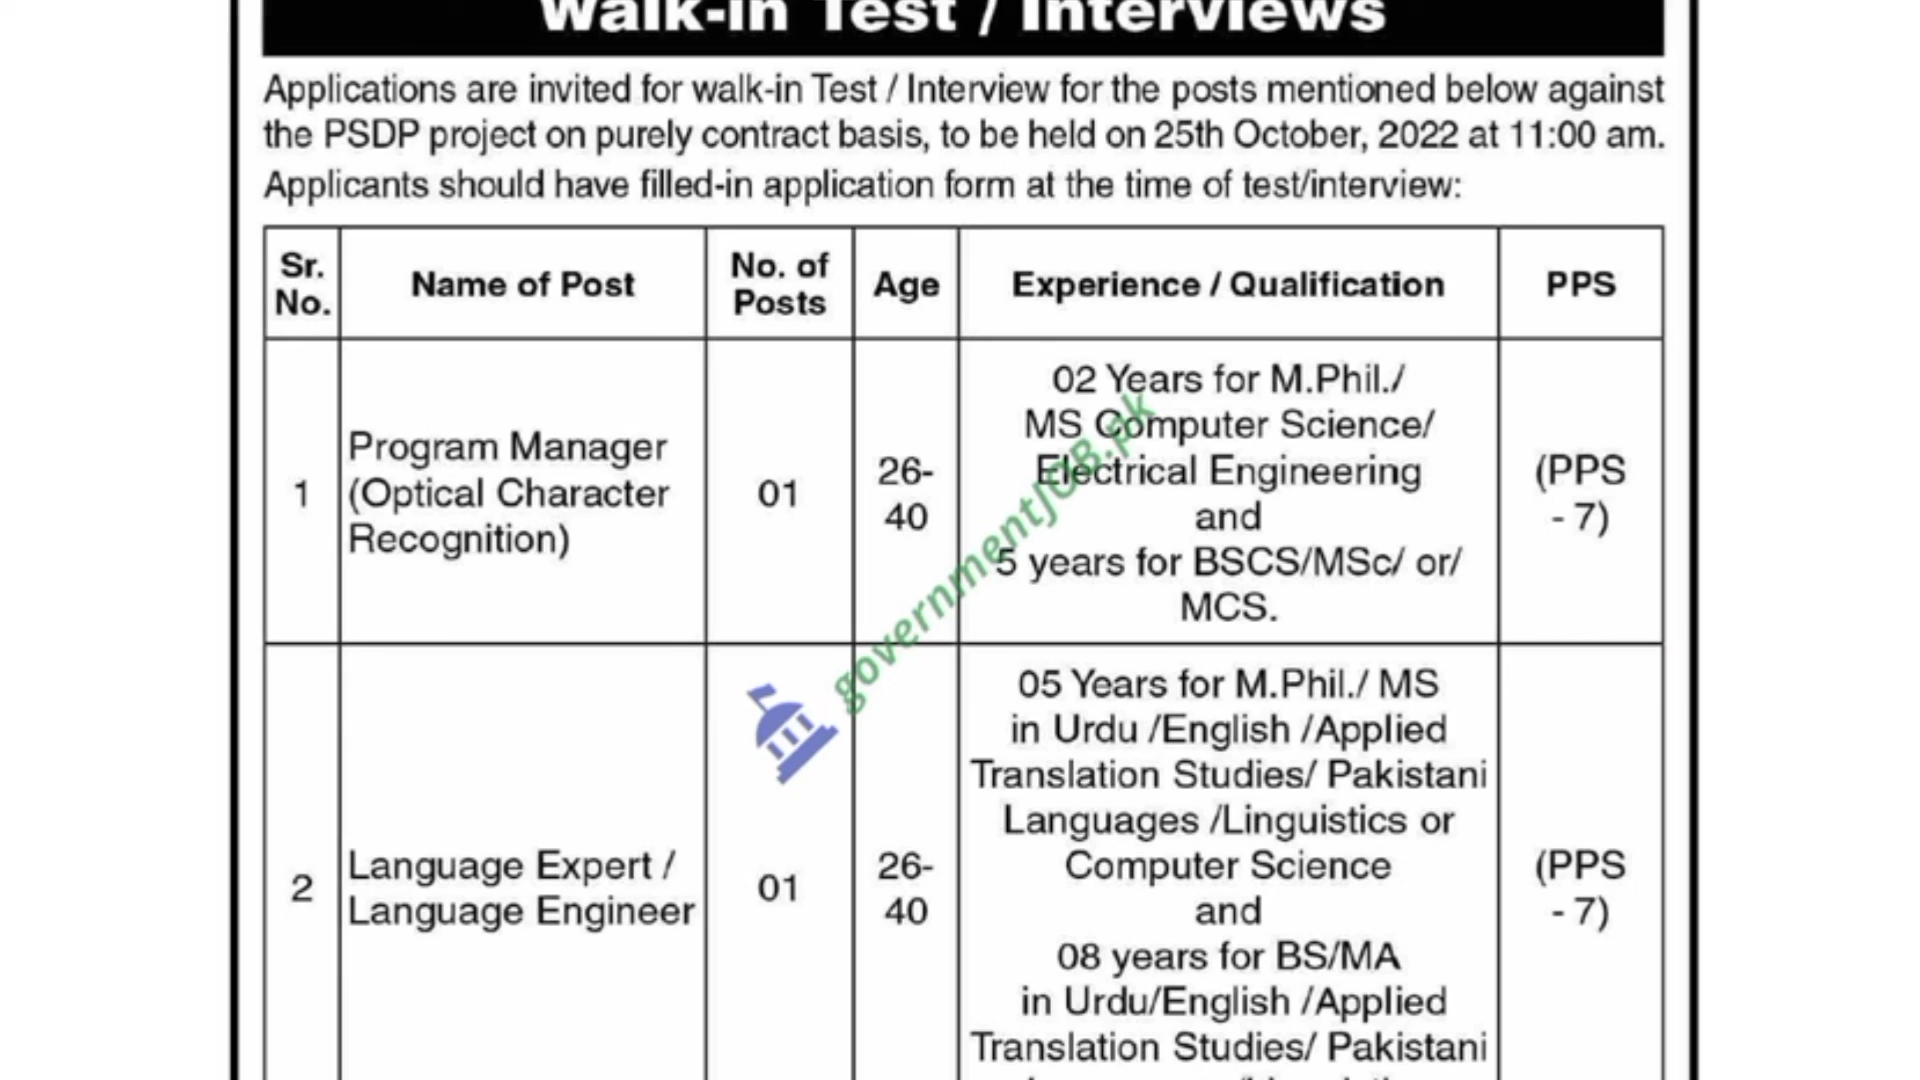 Walk-in Test / Interviews
Applications are invited for walk-in Test / Interview for the posts mentioned below against
the PSDP project on purely contract basis, to be held on 25th October, 2022 at 11:00 am.
Applicants should have filled-in application form at the time of test/interview:
Sr.
No.
Name of Post
No. of
Posts
Age
Experience / Qualification
PPS
1
Program Manager
(Optical Character
Recognition)
01
26-
40
02 Years for M.Phil./
MS Computer Science/
Electrical Engineering
and
5 years for BSCS/MSc/ or/
MCS.
(PPS
- 7)
2
Language Expert /
Language Engineer
01
26-
40
05 Years for M.Phil./ MS
in Urdu /English /Applied
Translation Studies/ Pakistani
Languages /Linguistics or
Computer Science
and
08 years for BS/MA
in Urdu/English /Applied
Translation Studies/ Pakistani
(PPS
- 7)
governmentJOB.pk